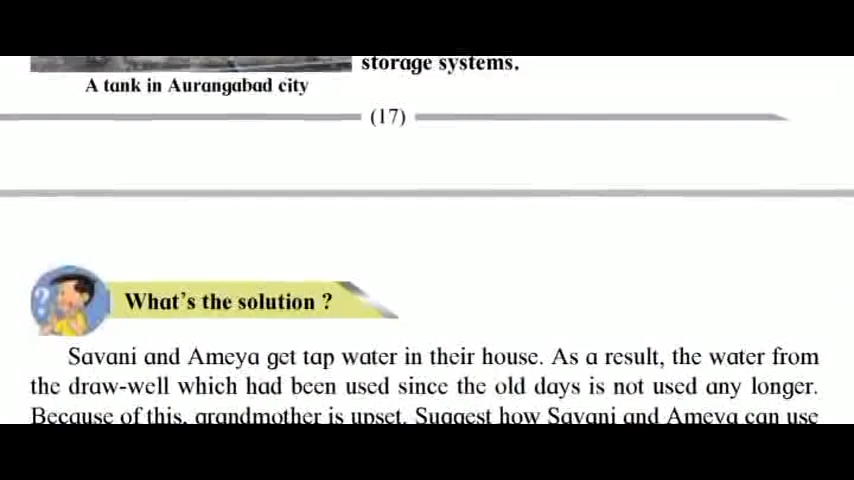 storage systems.
A tank in Aurangabad city
(17)
?
What's the solution ?
Savani and Ameya get tap water in their house. As a result, the water from
the draw-well which had been used since the old days is not used any longer.
Because of this, grandmother is upset. Suggest how Savani and Ameya can use